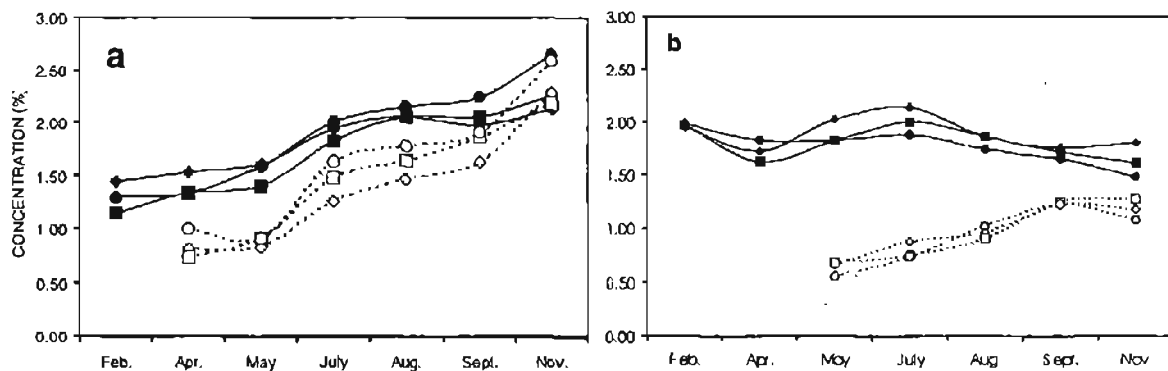 a
CONCENTRATION (%)
3.00
2.50
2.00
1.50
1.00
0.50
0.00
Feb. Apr. May July Aug. Sept. Nov.
b
3.00
2.50
2.00
1.50
1.00
0.50
0.00
Feb. Apr. May July Aug Sept. Nov